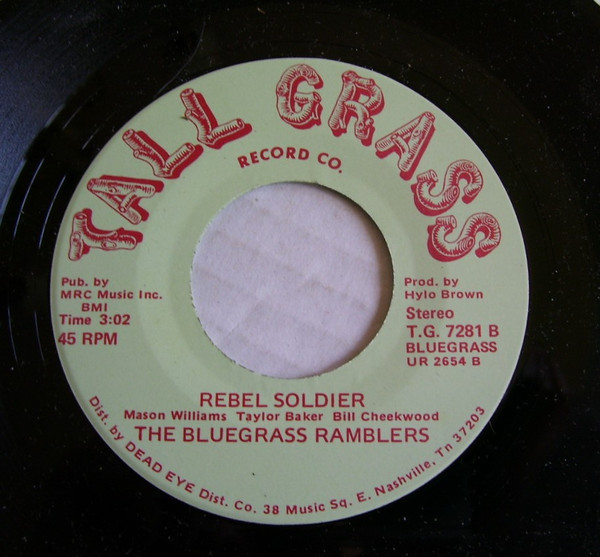 TALL GRASS
RECORD CO.
Pub. by
MRC Music Inc.
BMI
Time 3:02
45 RPM
Prod. by
Hylo Brown
Stereo
T.G. 7281 B
BLUEGRASS
UR 2654 B
REBEL SOLDIER
Mason Williams Taylor Baker Bill Cheekwood
THE BLUEGRASS RAMBLERS
Dist. by DEAD EYE Dist. Co. 38 Music Sq. E. Nashville, Tn 37203